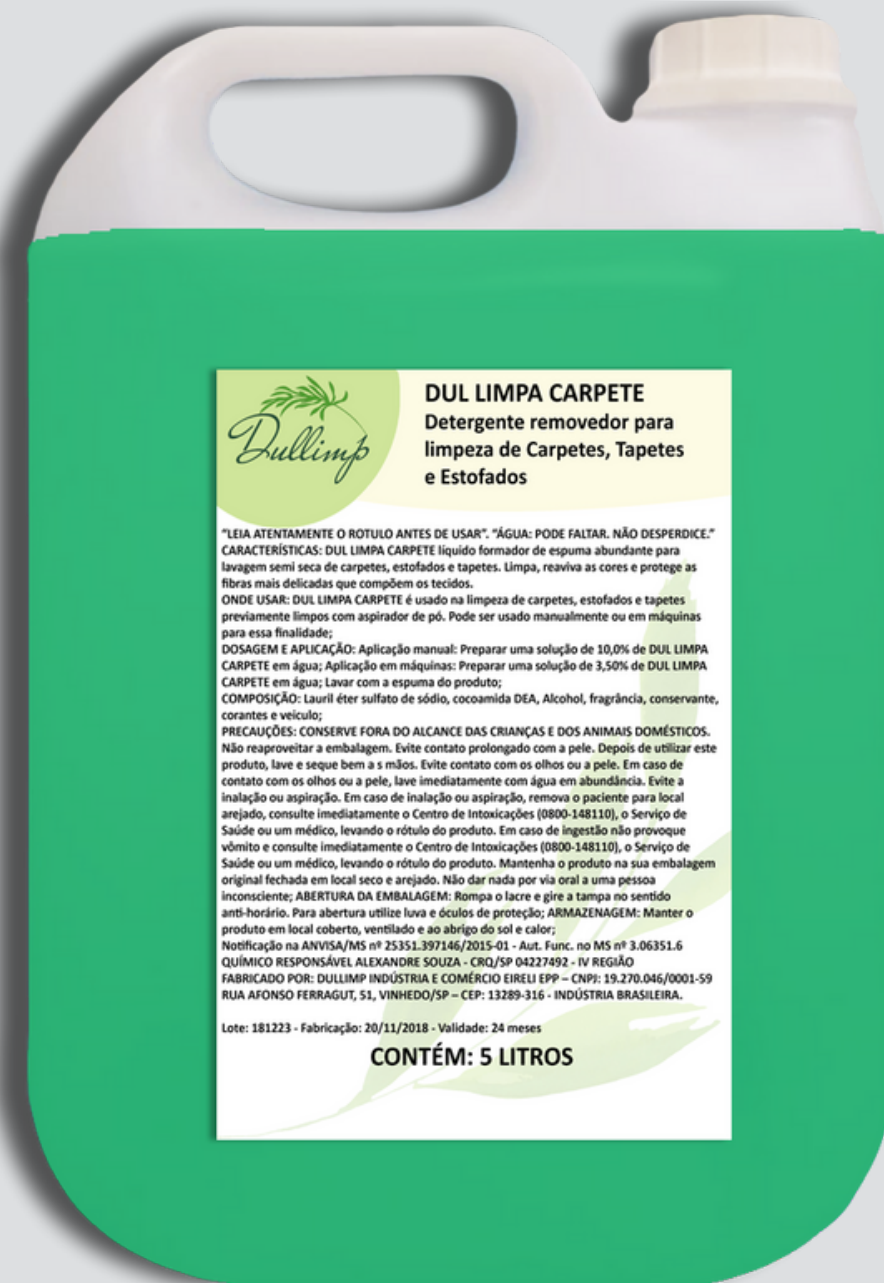 Dullimp
DUL LIMPA CARPETE
Detergente removedor para
limpeza de Carpetes, Tapetes
e Estofados
"LEIA ATENTAMENTE O ROTULO ANTES DE USAR". "ÁGUA: PODE FALTAR. NÃO DESPERDICE."
CARACTERÍSTICAS: DUL LIMPA CARPETE líquido formador de espuma abundante para
lavagem semi seca de carpetes, estofados e tapetes. Limpa, reaviva as cores e protege as
fibras mais delicadas que compõem os tecidos.
ONDE USAR: DUL LIMPA CARPETE é usado na limpeza de carpetes, estofados e tapetes
previamente limpos com aspirador de pó. Pode ser usado manualmente ou em máquinas
para essa finalidade;
DOSAGEM E APLICAÇÃO: Aplicação manual: Preparar uma solução de 10,0% de DUL LIMPA
CARPETE em água; Aplicação em máquinas: Preparar uma solução de 3,50% de DUL LIMPA
CARPETE em água; Lavar com a espuma do produto;
COMPOSIÇÃO: Lauril éter sulfato de sódio, cocoamida DEA, Alcohol, fragrância, conservante,
corantes e veículo;
PRECAUÇÕES: CONSERVE FORA DO ALCANCE DAS CRIANÇAS E DOS ANIMAIS DOMÉSTICOS.
Não reaproveitar a embalagem. Evite contato prolongado com a pele. Depois de utilizar este
produto, lave e seque bem a s mãos. Evite contato com os olhos ou a pele. Em caso de
contato com os olhos ou a pele, lave imediatamente com água em abundância. Evite a
inalação ou aspiração. Em caso de inalação ou aspiração, remova o paciente para local
arejado, consulte imediatamente o Centro de Intoxicações (0800-148110), o Serviço de
Saúde ou um médico, levando o rótulo do produto. Em caso de ingestão não provoque
vômito e consulte imediatamente o Centro de Intoxicações (0800-148110), o Serviço de
Saúde ou um médico, levando o rótulo do produto. Mantenha o produto na sua embalagem
original fechada em local seco e arejado. Não dar nada por via oral a uma pessoa
inconsciente; ABERTURA DA EMBALAGEM: Rompa o lacre e gire a tampa no sentido
anti-horário. Para abertura utilize luva e óculos de proteção; ARMAZENAGEM: Manter o
produto em local coberto, ventilado e ao abrigo do sol e calor;
Notificação na ANVISA/MS nº 25351.397146/2015-01 - Aut. Func. no MS nº 3.06351.6
QUÍMICO RESPONSÁVEL ALEXANDRE SOUZA - CRQ/SP 04227492 - IV REGIÃO
FABRICADO POR: DULLIMP INDÚSTRIA E COMÉRCIO EIRELI EPP – CNPJ: 19.270.046/0001-59
RUA AFONSO FERRAGUT, 51, VINHEDO/SP – CEP: 13289-316 - INDÚSTRIA BRASILEIRA.
Lote: 181223 - Fabricação: 20/11/2018 - Validade: 24 meses
CONTÉM: 5 LITROS